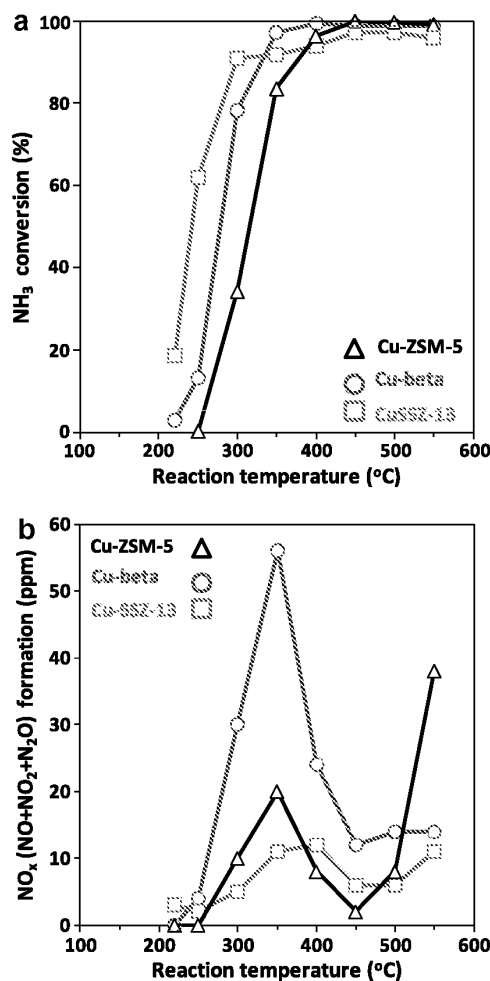 a
100
80
60
40
20
0
NH₃ conversion (%)
Cu-ZSM-5
Cu-beta
CuSSZ-13
100 200 300 400 500 600
Reaction temperature (°C)
b
60
50
40
30
20
10
0
NOₓ (NO+NO₂+N₂O) formation (ppm)
Cu-ZSM-5
Cu-beta
Cu-SSZ-13
100 200 300 400 500 600
Reaction temperature (°C)